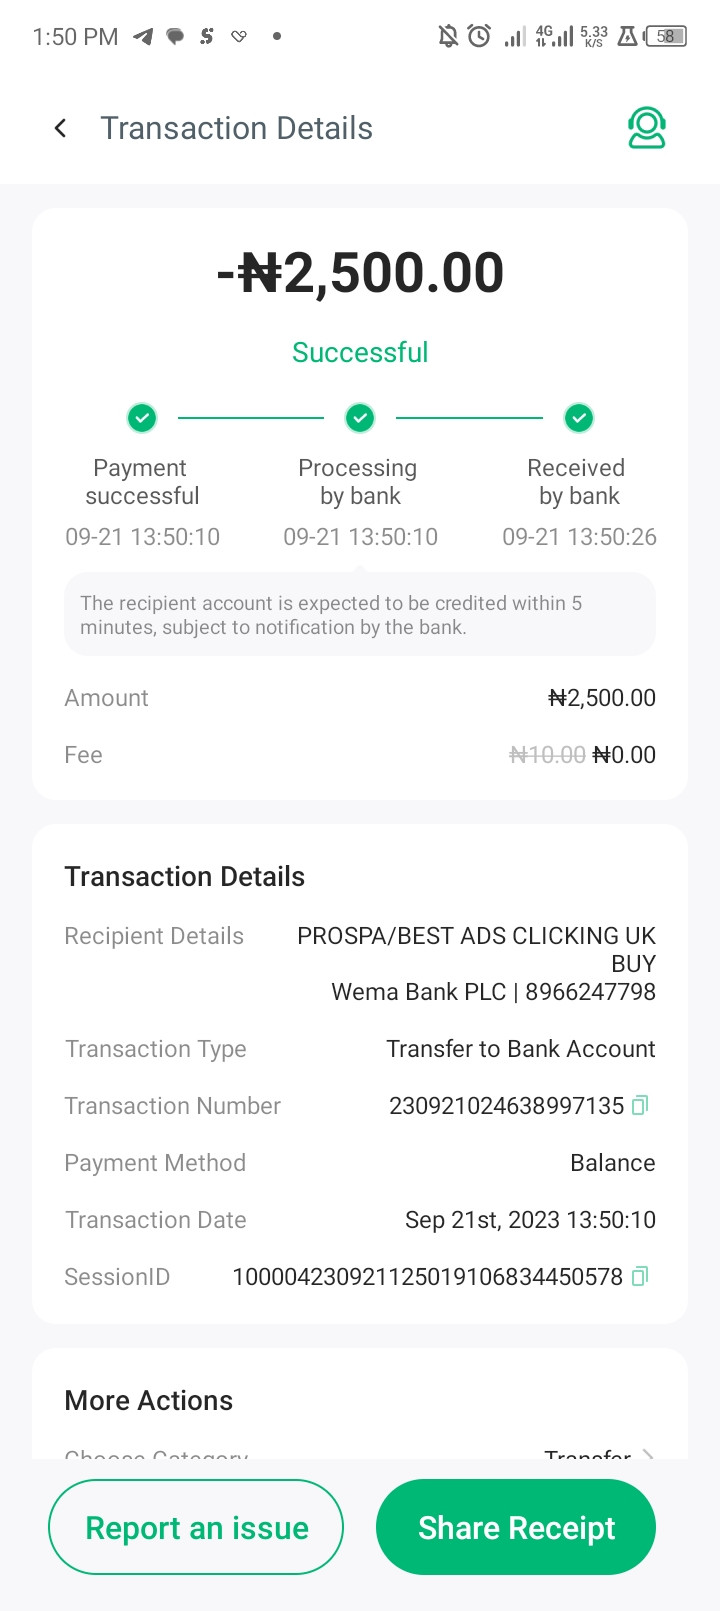 1:50 PM
4G
5.33
K/S
58
Transaction Details
-₦2,500.00
Successful
Payment successful
Processing by bank
Received by bank
09-21 13:50:10
09-21 13:50:10
09-21 13:50:26
The recipient account is expected to be credited within 5
minutes, subject to notification by the bank.
Amount ₦2,500.00
Fee ₦10.00 ₦0.00
Transaction Details
Recipient Details PROSPA/BEST ADS CLICKING UK
BUY
Wema Bank PLC | 8966247798
Transaction Type Transfer to Bank Account
Transaction Number 230921024638997135
Payment Method Balance
Transaction Date Sep 21st, 2023 13:50:10
SessionID 100004230921125019106834450578
More Actions
Choose Category Transfer
Report an issue
Share Receipt